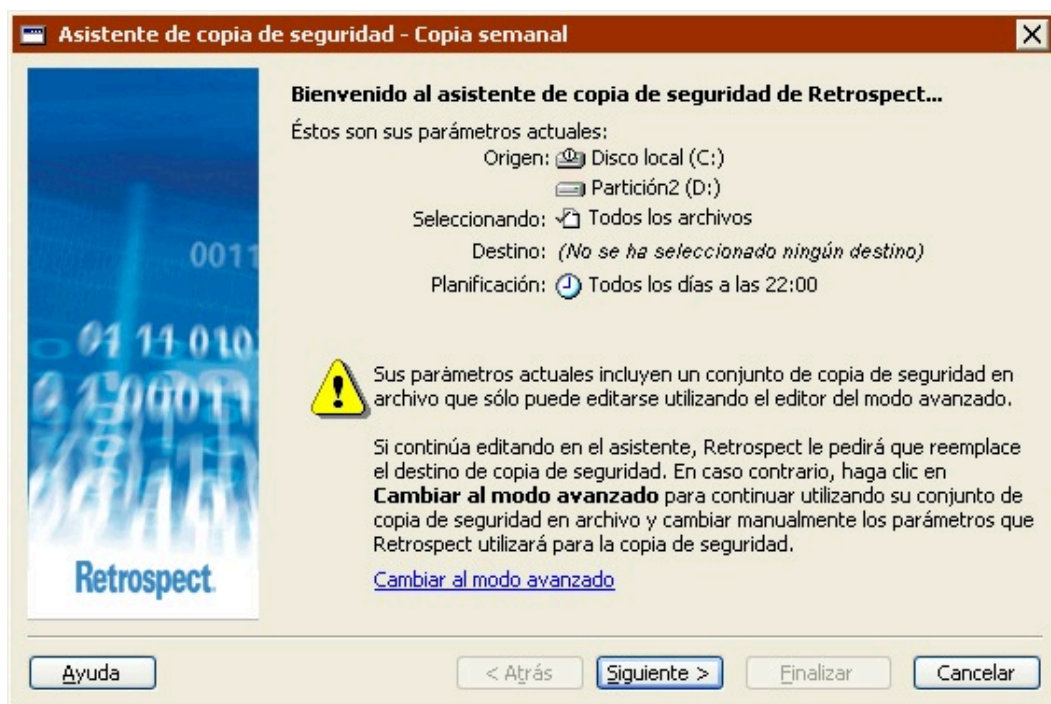 Asistente de copia de seguridad - Copia semanal
Bienvenido al asistente de copia de seguridad de Retrospect...
Éstos son sus parámetros actuales:
Origen: Disco local (C:)
Partición2 (D:)
Seleccionando: Todos los archivos
Destino: (No se ha seleccionado ningún destino)
Planificación: Todos los días a las 22:00
0011
01 11 010
Sus parámetros actuales incluyen un conjunto de copia de seguridad en
archivo que sólo puede editarse utilizando el editor del modo avanzado.
Si continúa editando en el asistente, Retrospect le pedirá que reemplace
el destino de copia de seguridad. En caso contrario, haga clic en
Cambiar al modo avanzado para continuar utilizando su conjunto de
copia de seguridad en archivo y cambiar manualmente los parámetros que
Retrospect utilizará para la copia de seguridad.
Cambiar al modo avanzado
Retrospect.
Ayuda
< Atrás
Siguiente >
Finalizar
Cancelar